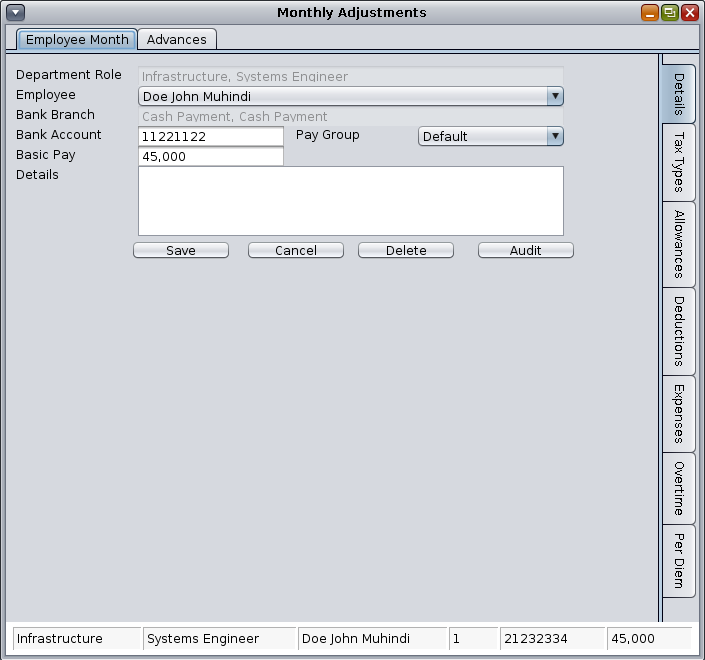 Monthly Adjustments
Employee Month Advances
Department Role Infrastructure, Systems Engineer
Employee Doe John Muhindi
Bank Branch Cash Payment, Cash Payment
Bank Account 11221122 Pay Group Default
Basic Pay 45,000
Details
Save Cancel Delete Audit
Details
Tax Types
Allowances
Deductions
Expenses
Overtime
Per Diem
Infrastructure Systems Engineer Doe John Muhindi 1 21232334 45,000